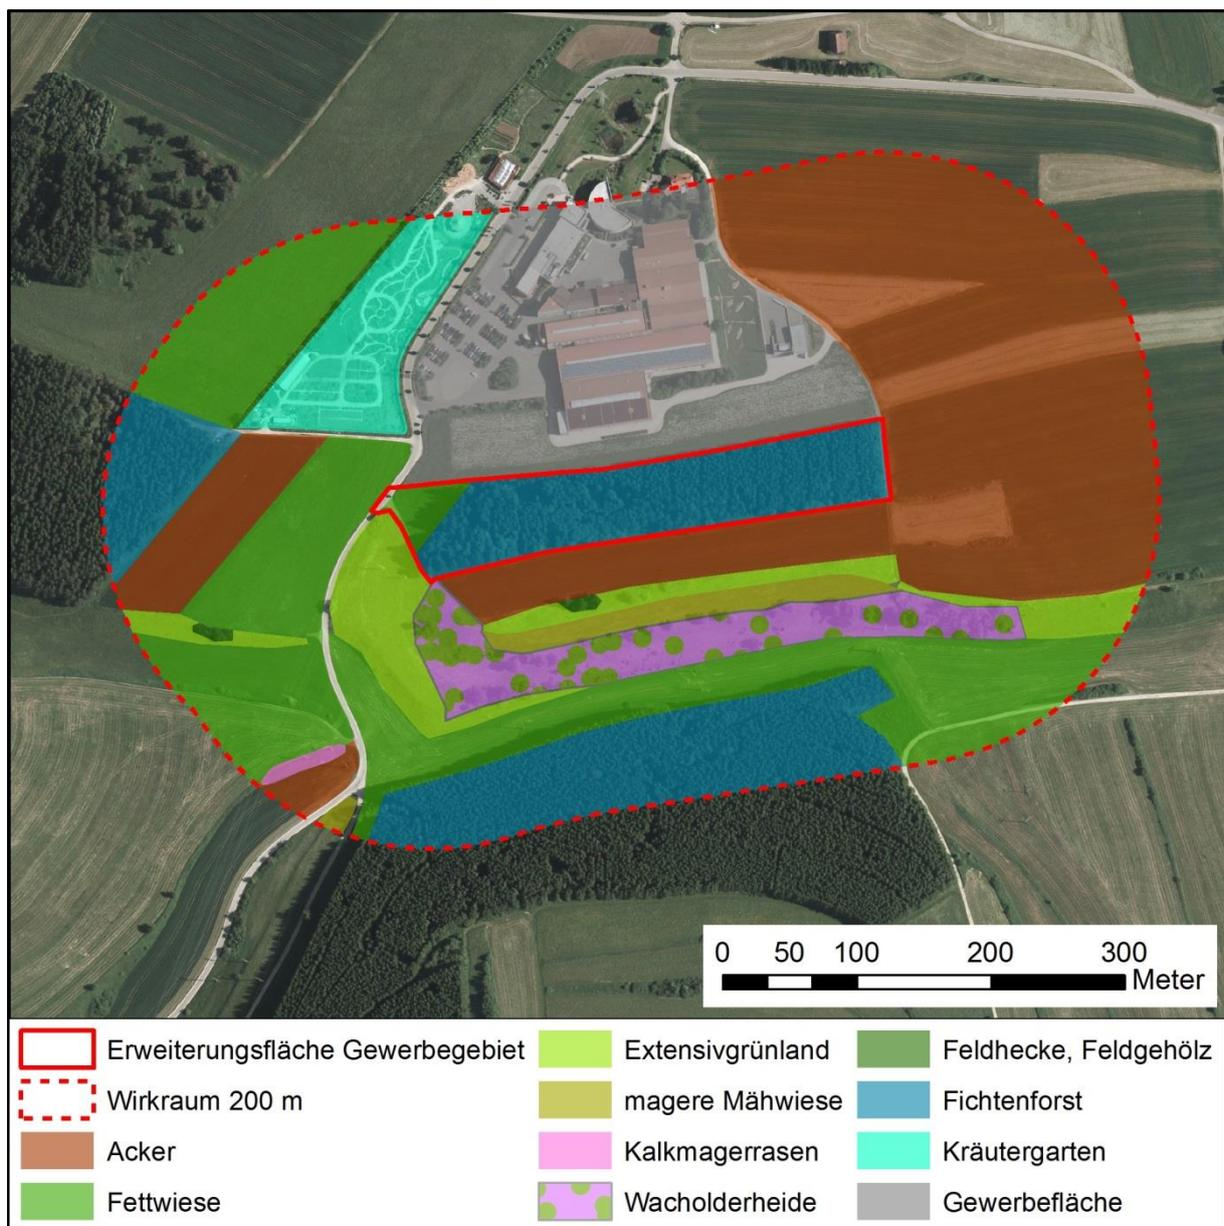 0 50 100 200 300
Meter
Erweiterungsfläche Gewerbegebiet
Wirkraum 200 m
Acker
Fettwiese
Extensivgrünland
magere Mähwiese
Kalkmagerrasen
Wacholderheide
Feldhecke, Feldgehölz
Fichtenforst
Kräutergarten
Gewerbefläche